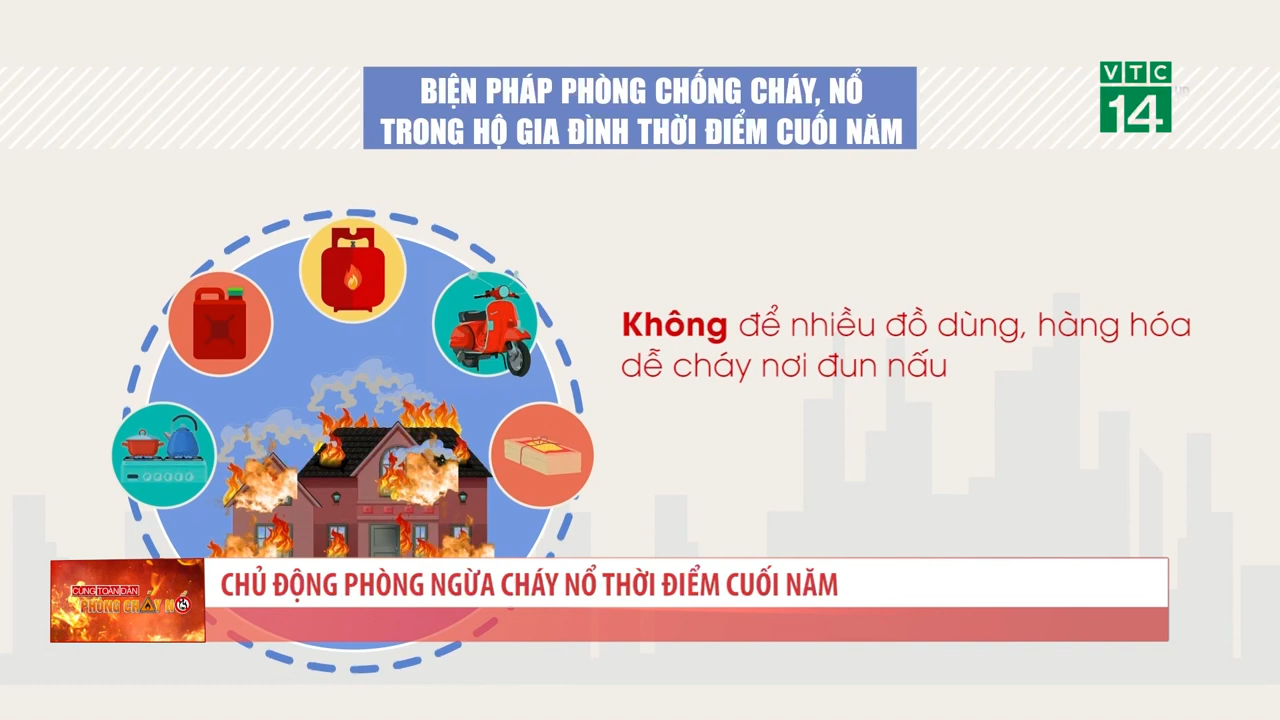 BIỆN PHÁP PHÒNG CHỐNG CHÁY, NỔ
TRONG HỘ GIA ĐÌNH THỜI ĐIỂM CUỐI NĂM
VTC
14
Không để nhiều đồ dùng, hàng hóa
dễ cháy nơi đun nấu
CHỦ ĐỘNG PHÒNG NGỪA CHÁY NỔ THỜI ĐIỂM CUỐI NĂM
CÙNG TOÀN DÂN
PHÒNG CHÁY NỔ